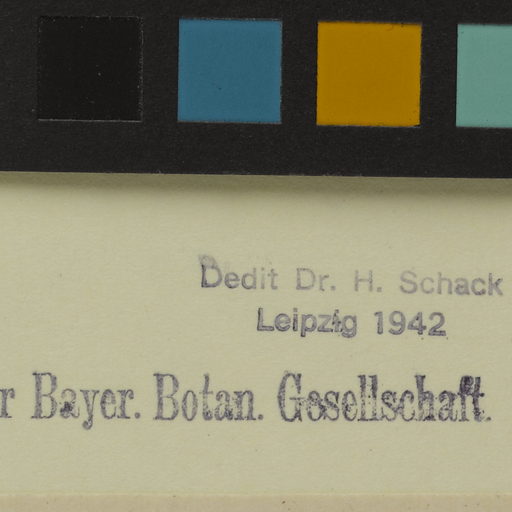 Dedit Dr. H. Schack
Leipzig 1942
r Bayer. Botan. Gesellschaft.